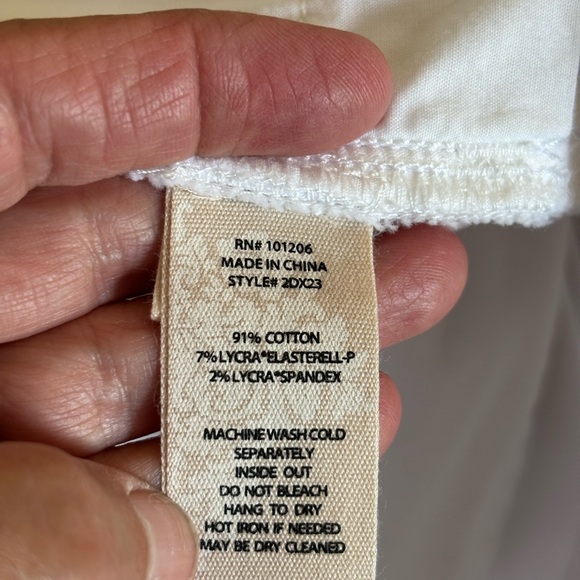 RN# 101206
MADE IN CHINA
STYLE# 2DX23
91% COTTON
7% LYCRA®ELASTERELL-P
2% LYCRA®SPANDEX
MACHINE WASH COLD
SEPARATELY
INSIDE OUT
DO NOT BLEACH
HANG TO DRY
HOT IRON IF NEEDED
MAY BE DRY CLEANED